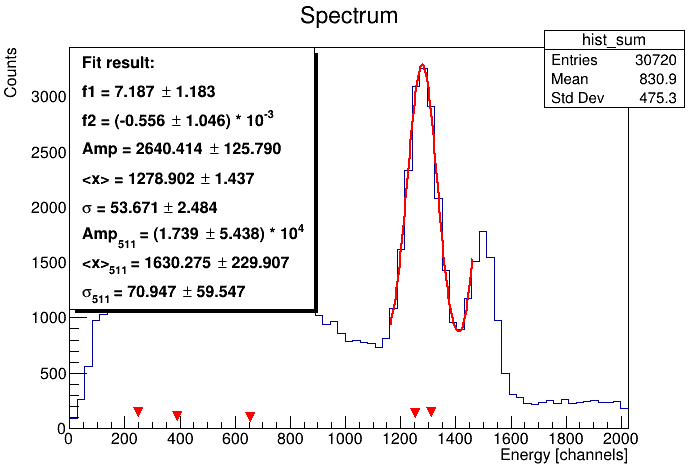 Spectrum
hist_sum
Entries 30720
Mean 830.9
Std Dev 475.3
Fit result:
f1 = 7.187 ± 1.183
f2 = (-0.556 ± 1.046) * 10^-3
Amp = 2640.414 ± 125.790
<x> = 1278.902 ± 1.437
σ = 53.671 ± 2.484
Amp_511 = (1.739 ± 5.438) * 10^4
<x>_511 = 1630.275 ± 229.907
σ_511 = 70.947 ± 59.547
Counts
3000
2500
2000
1500
1000
500
0
0 200 400 600 800 1000 1200 1400 1600 1800 2000
Energy [channels]